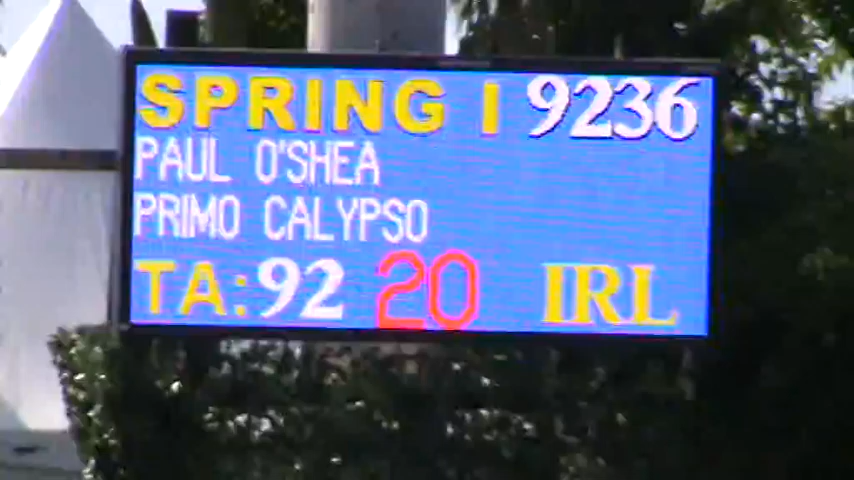 SPRING I 9236
PAUL O'SHEA
PRIMO CALYPSO
TA: 92 20 IRL